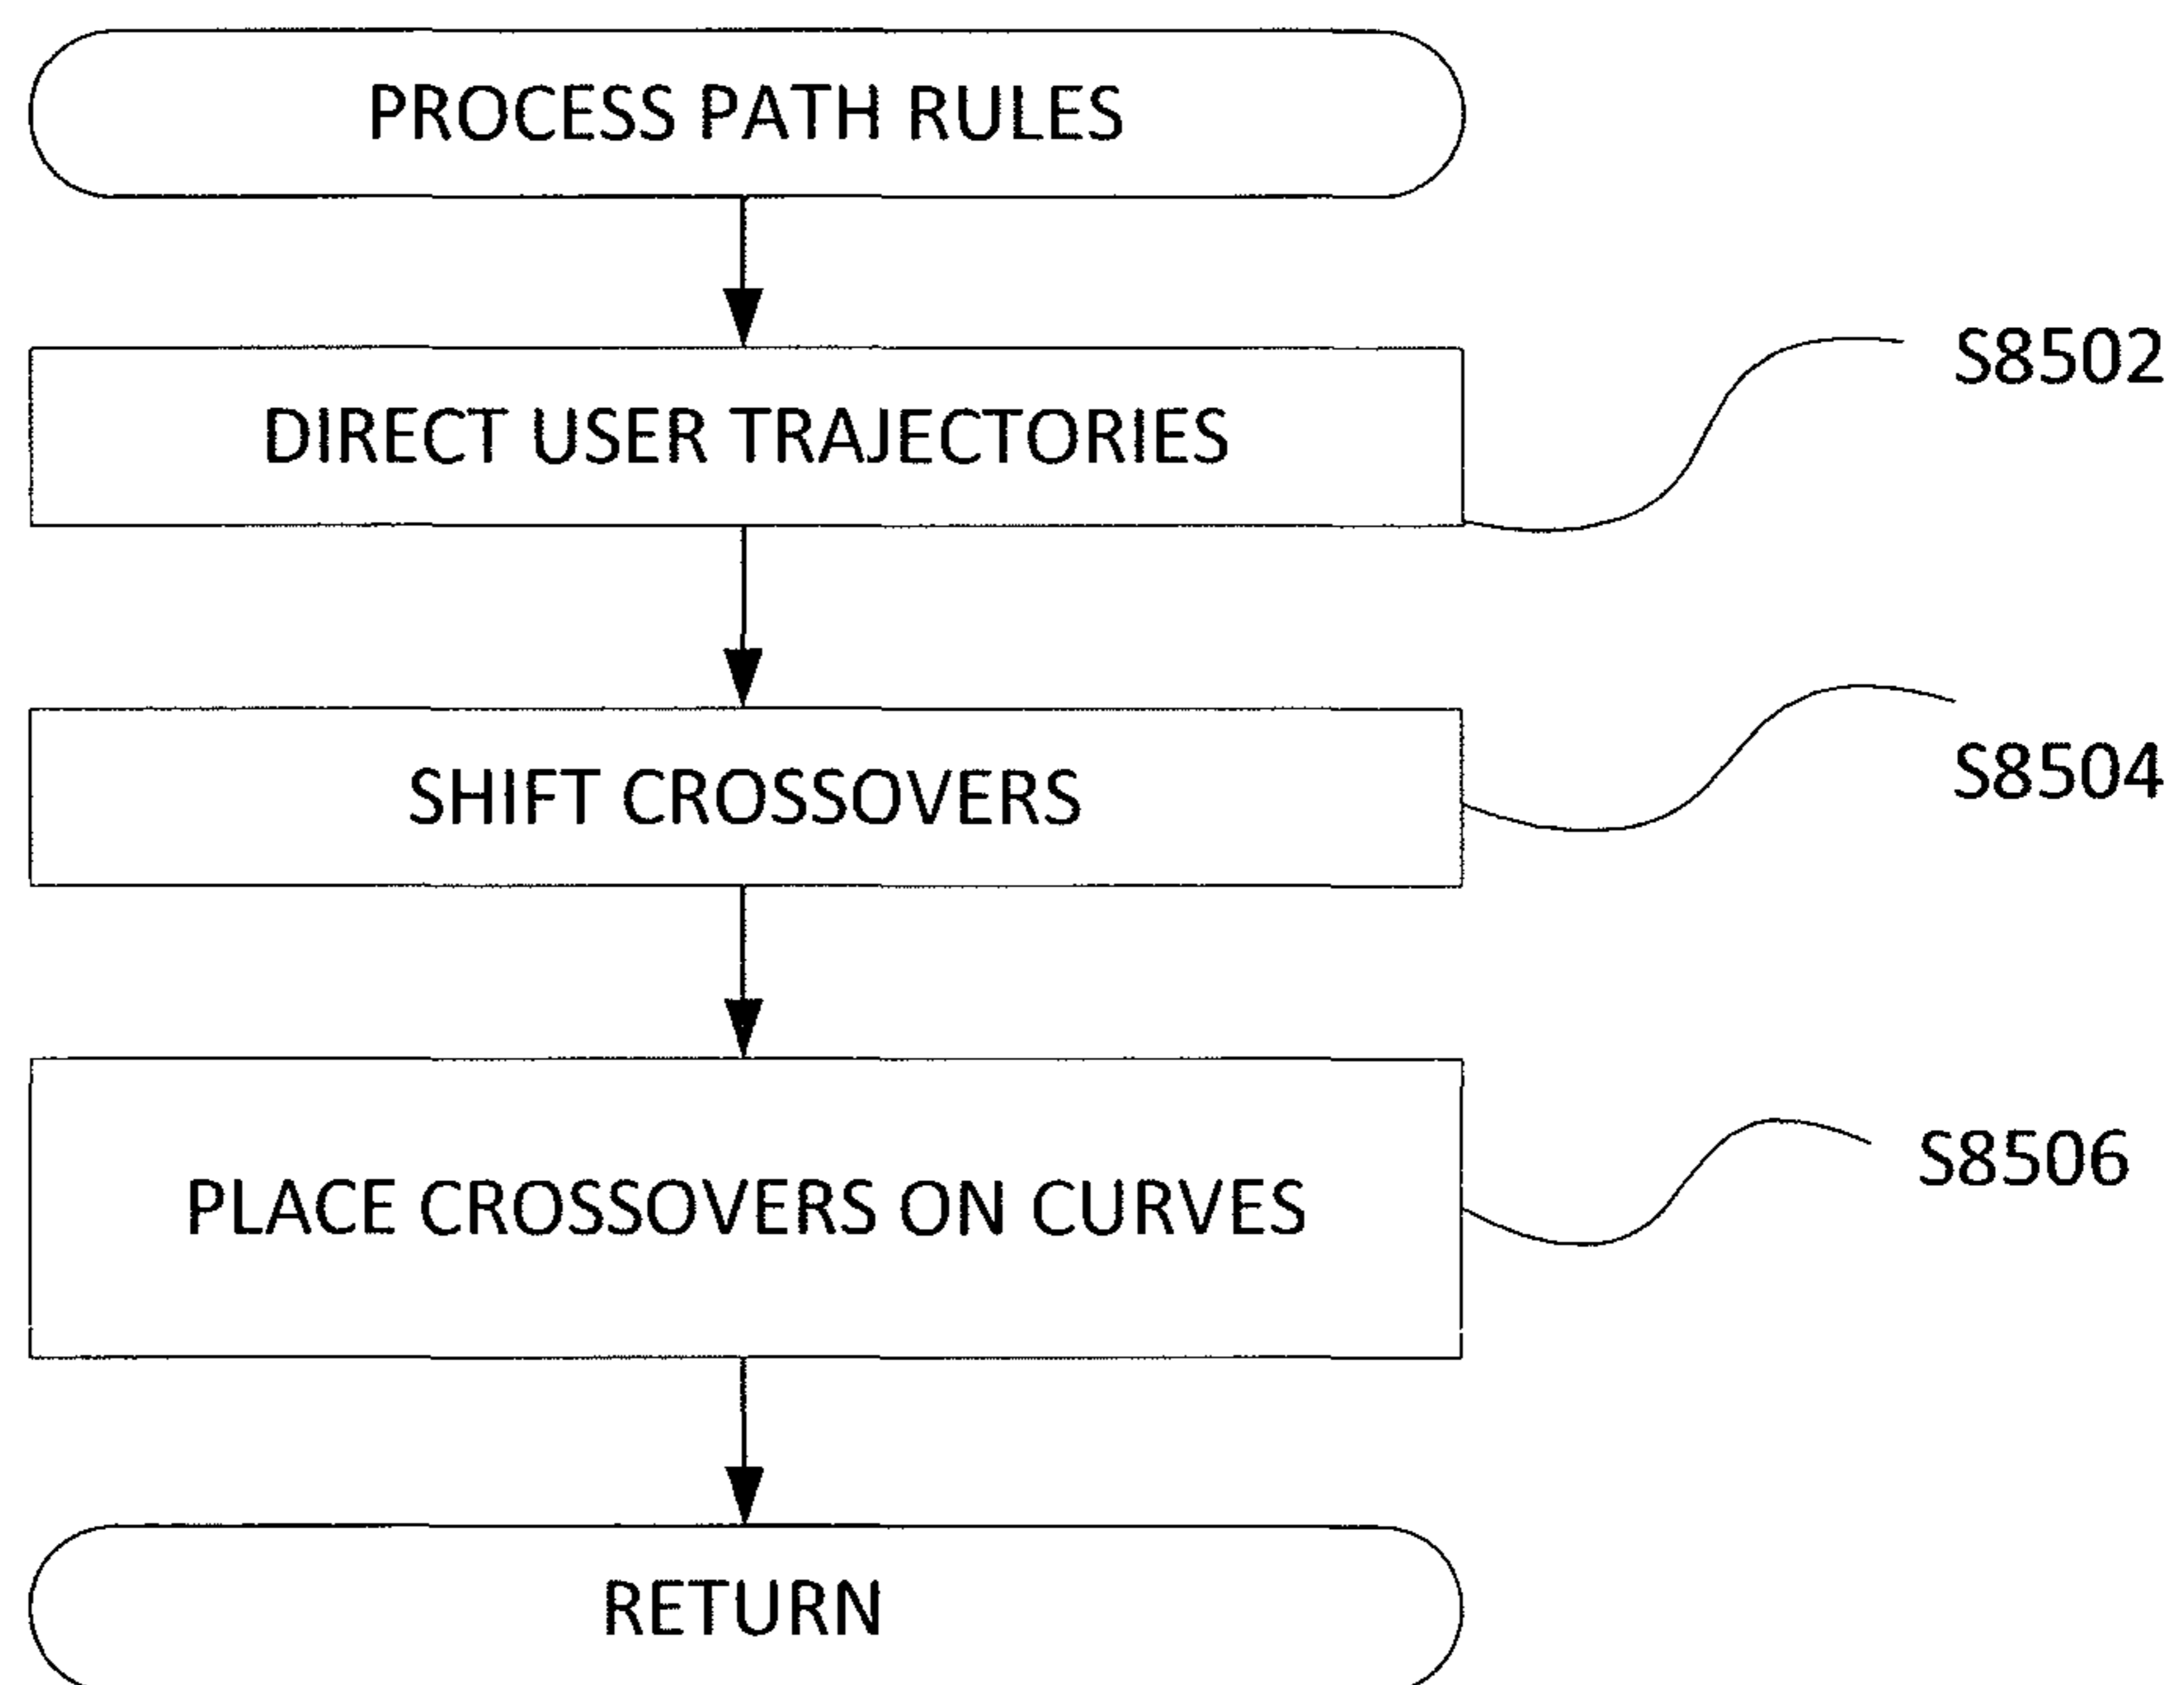 PROCESS PATH RULES
DIRECT USER TRAJECTORIES
S8502
SHIFT CROSSOVERS
S8504
PLACE CROSSOVERS ON CURVES
S8506
RETURN